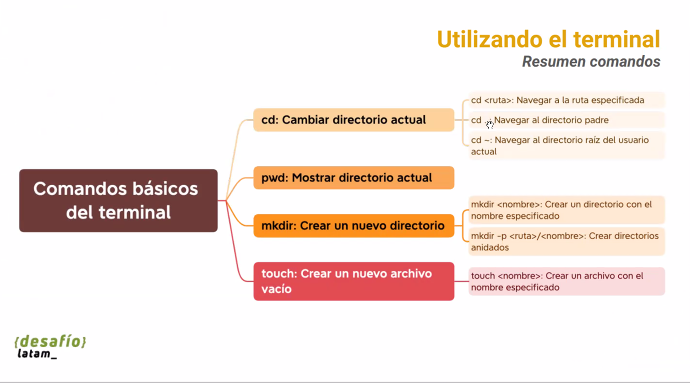 Utilizando el terminal
Resumen comandos
cd: Cambiar directorio actual
cd <ruta>: Navegar a la ruta especificada
cd Navegar al directorio padre
cd ~: Navegar al directorio raíz del usuario
actual
pwd: Mostrar directorio actual
Comandos básicos
del terminal
mkdir: Crear un nuevo directorio
mkdir <nombre>: Crear un directorio con el
nombre especificado
mkdir -p <ruta>/<nombre>: Crear directorios
anidados
touch: Crear un nuevo archivo
vacío
touch <nombre>: Crear un archivo con el
nombre especificado
{desafío}
latam_